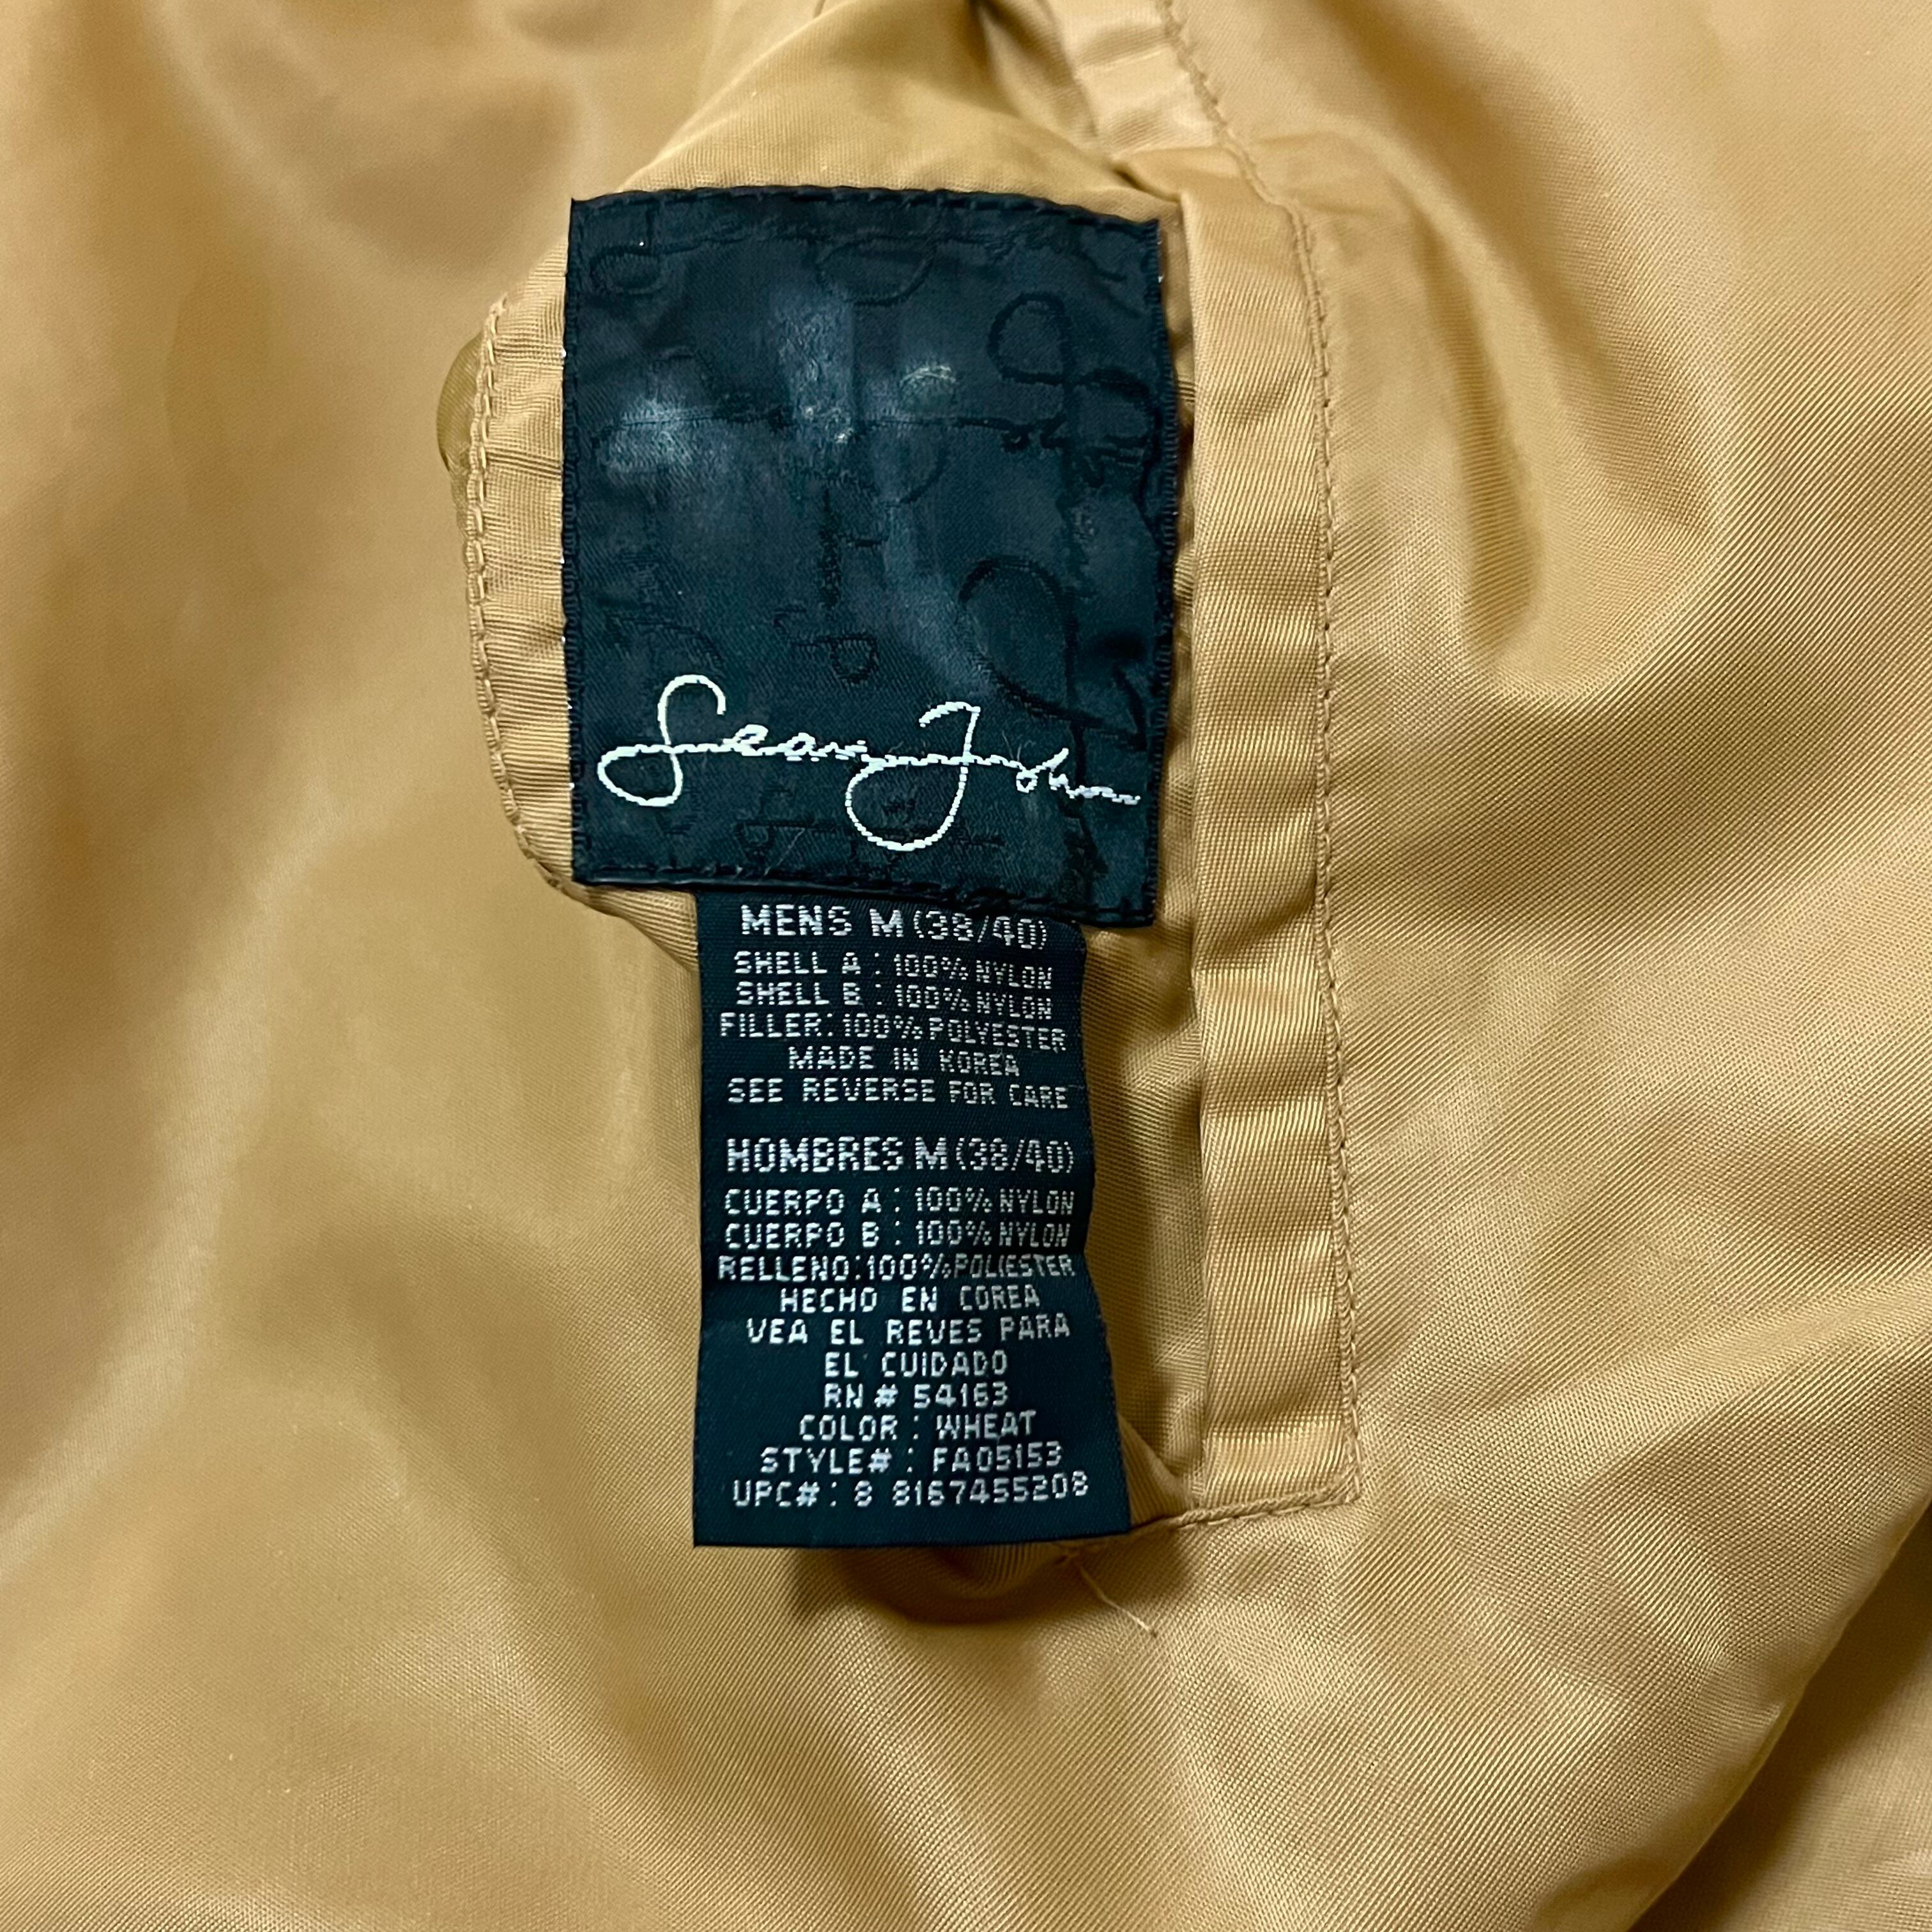 Sean John
MENS M (38/40)
SHELL A : 100% NYLON
SHELL B : 100% NYLON
FILLER: 100% POLYESTER
MADE IN KOREA
SEE REVERSE FOR CARE
HOMBRES M (38/40)
CUERPO A : 100% NYLON
CUERPO B : 100% NYLON
RELLENO:100%POLIESTER
HECHO EN COREA
VEA EL REVES PARA
EL CUIDADO
RN # 54163
COLOR : WHEAT
STYLE# : FA05153
UPC# : 8 8167455208